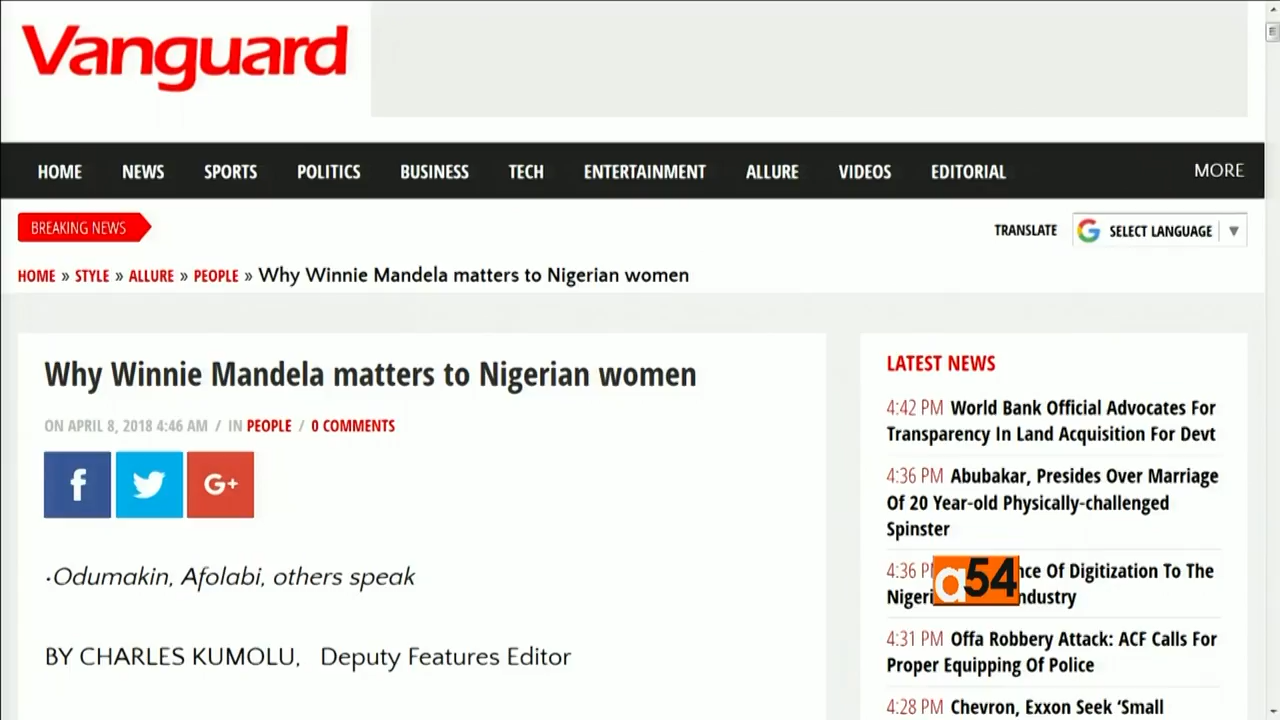 Vanguard
HOME NEWS SPORTS POLITICS BUSINESS TECH ENTERTAINMENT ALLURE VIDEOS EDITORIAL MORE
BREAKING NEWS
TRANSLATE SELECT LANGUAGE ▼
HOME » STYLE » ALLURE » PEOPLE » Why Winnie Mandela matters to Nigerian women
Why Winnie Mandela matters to Nigerian women
ON APRIL 8, 2018 4:46 AM / IN PEOPLE / 0 COMMENTS
f G+
·Odumakin, Afolabi, others speak
BY CHARLES KUMOLU, Deputy Features Editor
LATEST NEWS
4:42 PM World Bank Official Advocates For
Transparency In Land Acquisition For Devt
4:36 PM Abubakar, Presides Over Marriage
Of 20 Year-old Physically-challenged
Spinster
4:36 Of Digitization To The
a54
4:31 PM Offa Robbery Attack: ACF Calls For
Proper Equipping Of Police
4:28 PM Chevron, Exxon Seek ‘Small